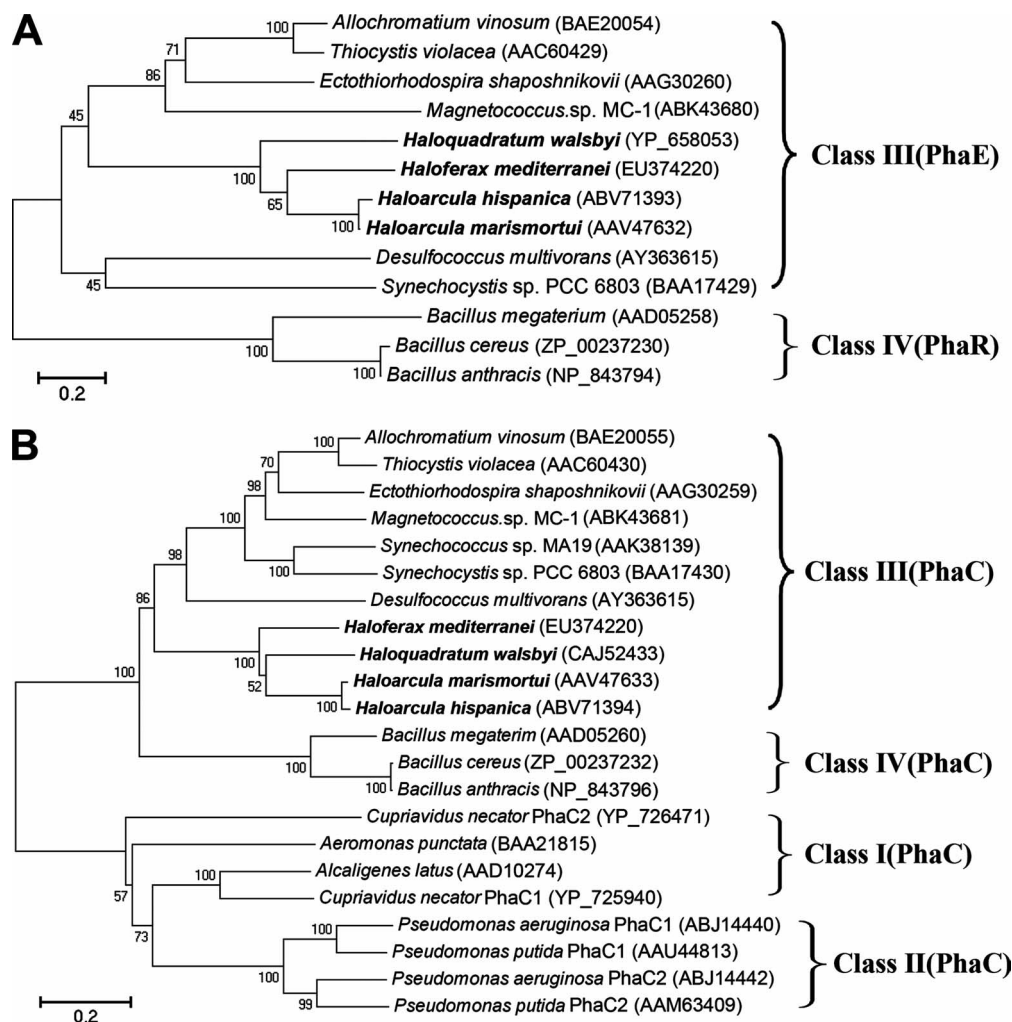 A
100
Allochromatium vinosum (BAE20054)
71
Thiocystis violacea (AAC60429)
86
Ectothiorhodospira shaposhnikovii (AAG30260)
45
Magnetococcus.sp. MC-1(ABK43680)
Haloquadratum walsbyi (YP_658053)
Class III(PhaE)
100
Haloferax mediterranei (EU374220)
65
Haloarcula hispanica (ABV71393)
100
Haloarcula marismortui (AAV47632)
Desulfococcus multivorans (AY363615)
45
Synechocystis sp. PCC 6803 (BAA17429)
Bacillus megaterium (AAD05258)
100
Bacillus cereus (ZP_00237230)
Class IV(PhaR)
100
Bacillus anthracis (NP_843794)
0.2
B
100
Allochromatium vinosum (BAE20055)
70
Thiocystis violacea (AAC60430)
98
Ectothiorhodospira shaposhnikovii (AAG30259)
100
Magnetococcus.sp. MC-1 (ABK43681)
98
Synechococcus sp. MA19 (AAK38139)
100
Synechocystis sp. PCC 6803 (BAA17430)
Class III(PhaC)
86
Desulfococcus multivorans (AY363615)
Haloferax mediterranei (EU374220)
100
Haloquadratum walsbyi (CAJ52433)
100
52
Haloarcula marismortui (AAV47633)
100
Haloarcula hispanica (ABV71394)
Bacillus megaterim (AAD05260)
100
Bacillus cereus (ZP_00237232)
Class IV(PhaC)
100
Bacillus anthracis (NP_843796)
Cupriavidus necator PhaC2 (YP_726471)
Aeromonas punctata (BAA21815)
Class I(PhaC)
57
100
Alcaligenes latus (AAD10274)
Cupriavidus necator PhaC1 (YP_725940)
73
100
Pseudomonas aeruginosa PhaC1 (ABJ14440)
Pseudomonas putida PhaC1 (AAU44813)
Class II(PhaC)
100
Pseudomonas aeruginosa PhaC2 (ABJ14442)
99
Pseudomonas putida PhaC2 (AAM63409)
0.2